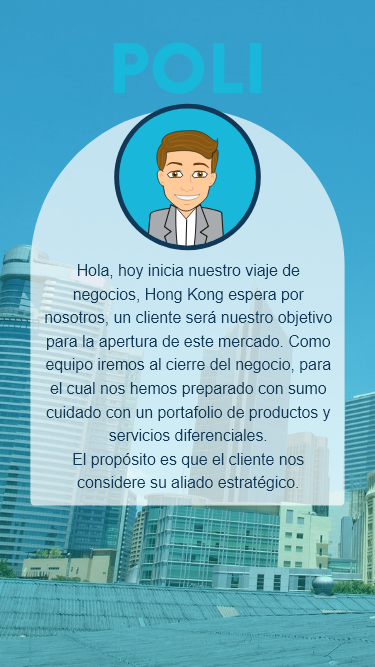 POLI
Hola, hoy inicia nuestro viaje de
negocios, Hong Kong espera por
nosotros, un cliente será nuestro objetivo
para la apertura de este mercado. Como
equipo iremos al cierre del negocio, para
el cual nos hemos preparado con sumo
cuidado con un portafolio de productos y
servicios diferenciales.
El propósito es que el cliente nos
considere su aliado estratégico.